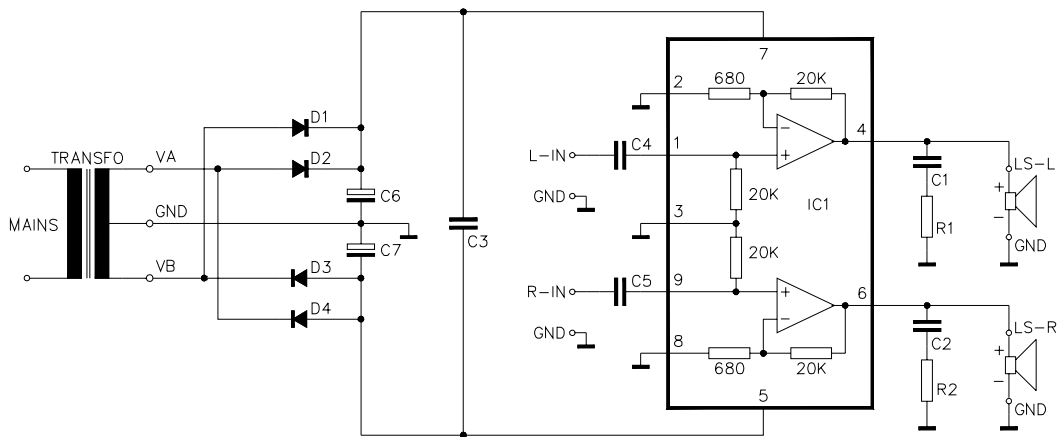 MAINS
TRANSFO
VA
GND
VB
D1
D2
D3
D4
C6
C7
C3
L-IN
GND
R-IN
GND
C4
C5
7
2
680
20K
1
4
20K
3
IC1
20K
9
6
8
680
20K
5
C1
R1
LS-L
+
-
GND
C2
R2
LS-R
+
-
GND